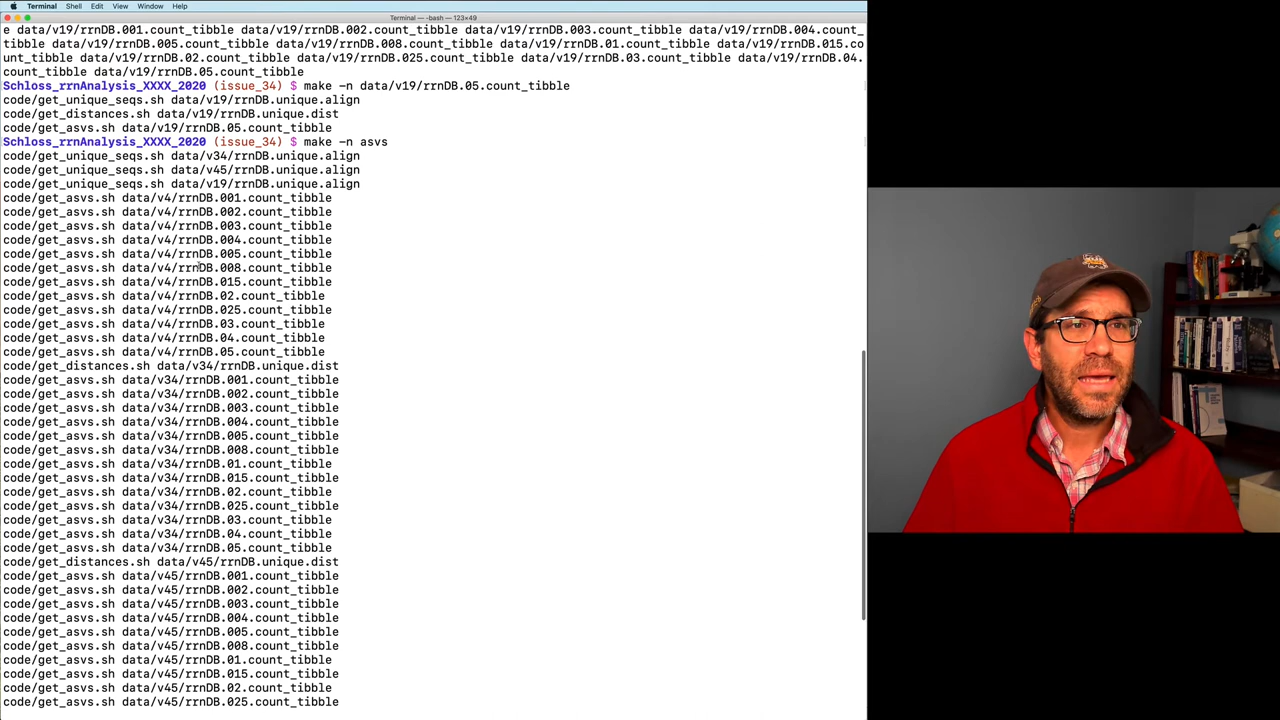 Terminal Shell Edit View Window Help
Terminal — -bash — 123×49
e data/v19/rrnDB.001.count_tibble data/v19/rrnDB.002.count_tibble data/v19/rrnDB.003.count_tibble data/v19/rrnDB.004.count_
tibble data/v19/rrnDB.005.count_tibble data/v19/rrnDB.008.count_tibble data/v19/rrnDB.01.count_tibble data/v19/rrnDB.015.co
unt_tibble data/v19/rrnDB.02.count_tibble data/v19/rrnDB.025.count_tibble data/v19/rrnDB.03.count_tibble data/v19/rrnDB.04.
count_tibble data/v19/rrnDB.05.count_tibble
Schloss_rrnAnalysis_XXXX_2020 (issue_34) $ make -n data/v19/rrnDB.05.count_tibble
code/get_unique_seqs.sh data/v19/rrnDB.unique.align
code/get_distances.sh data/v19/rrnDB.unique.dist
code/get_asvs.sh data/v19/rrnDB.05.count_tibble
Schloss_rrnAnalysis_XXXX_2020 (issue_34) $ make -n asvs
code/get_unique_seqs.sh data/v34/rrnDB.unique.align
code/get_unique_seqs.sh data/v45/rrnDB.unique.align
code/get_unique_seqs.sh data/v19/rrnDB.unique.align
code/get_asvs.sh data/v4/rrnDB.001.count_tibble
code/get_asvs.sh data/v4/rrnDB.002.count_tibble
code/get_asvs.sh data/v4/rrnDB.003.count_tibble
code/get_asvs.sh data/v4/rrnDB.004.count_tibble
code/get_asvs.sh data/v4/rrnDB.005.count_tibble
code/get_asvs.sh data/v4/rrnDB.008.count_tibble
code/get_asvs.sh data/v4/rrnDB.015.count_tibble
code/get_asvs.sh data/v4/rrnDB.02.count_tibble
code/get_asvs.sh data/v4/rrnDB.025.count_tibble
code/get_asvs.sh data/v4/rrnDB.03.count_tibble
code/get_asvs.sh data/v4/rrnDB.04.count_tibble
code/get_asvs.sh data/v4/rrnDB.05.count_tibble
code/get_distances.sh data/v34/rrnDB.unique.dist
code/get_asvs.sh data/v34/rrnDB.001.count_tibble
code/get_asvs.sh data/v34/rrnDB.002.count_tibble
code/get_asvs.sh data/v34/rrnDB.003.count_tibble
code/get_asvs.sh data/v34/rrnDB.004.count_tibble
code/get_asvs.sh data/v34/rrnDB.005.count_tibble
code/get_asvs.sh data/v34/rrnDB.008.count_tibble
code/get_asvs.sh data/v34/rrnDB.01.count_tibble
code/get_asvs.sh data/v34/rrnDB.015.count_tibble
code/get_asvs.sh data/v34/rrnDB.02.count_tibble
code/get_asvs.sh data/v34/rrnDB.025.count_tibble
code/get_asvs.sh data/v34/rrnDB.03.count_tibble
code/get_asvs.sh data/v34/rrnDB.04.count_tibble
code/get_asvs.sh data/v34/rrnDB.05.count_tibble
code/get_distances.sh data/v45/rrnDB.unique.dist
code/get_asvs.sh data/v45/rrnDB.001.count_tibble
code/get_asvs.sh data/v45/rrnDB.002.count_tibble
code/get_asvs.sh data/v45/rrnDB.003.count_tibble
code/get_asvs.sh data/v45/rrnDB.004.count_tibble
code/get_asvs.sh data/v45/rrnDB.005.count_tibble
code/get_asvs.sh data/v45/rrnDB.008.count_tibble
code/get_asvs.sh data/v45/rrnDB.01.count_tibble
code/get_asvs.sh data/v45/rrnDB.015.count_tibble
code/get_asvs.sh data/v45/rrnDB.02.count_tibble
code/get_asvs.sh data/v45/rrnDB.025.count_tibble